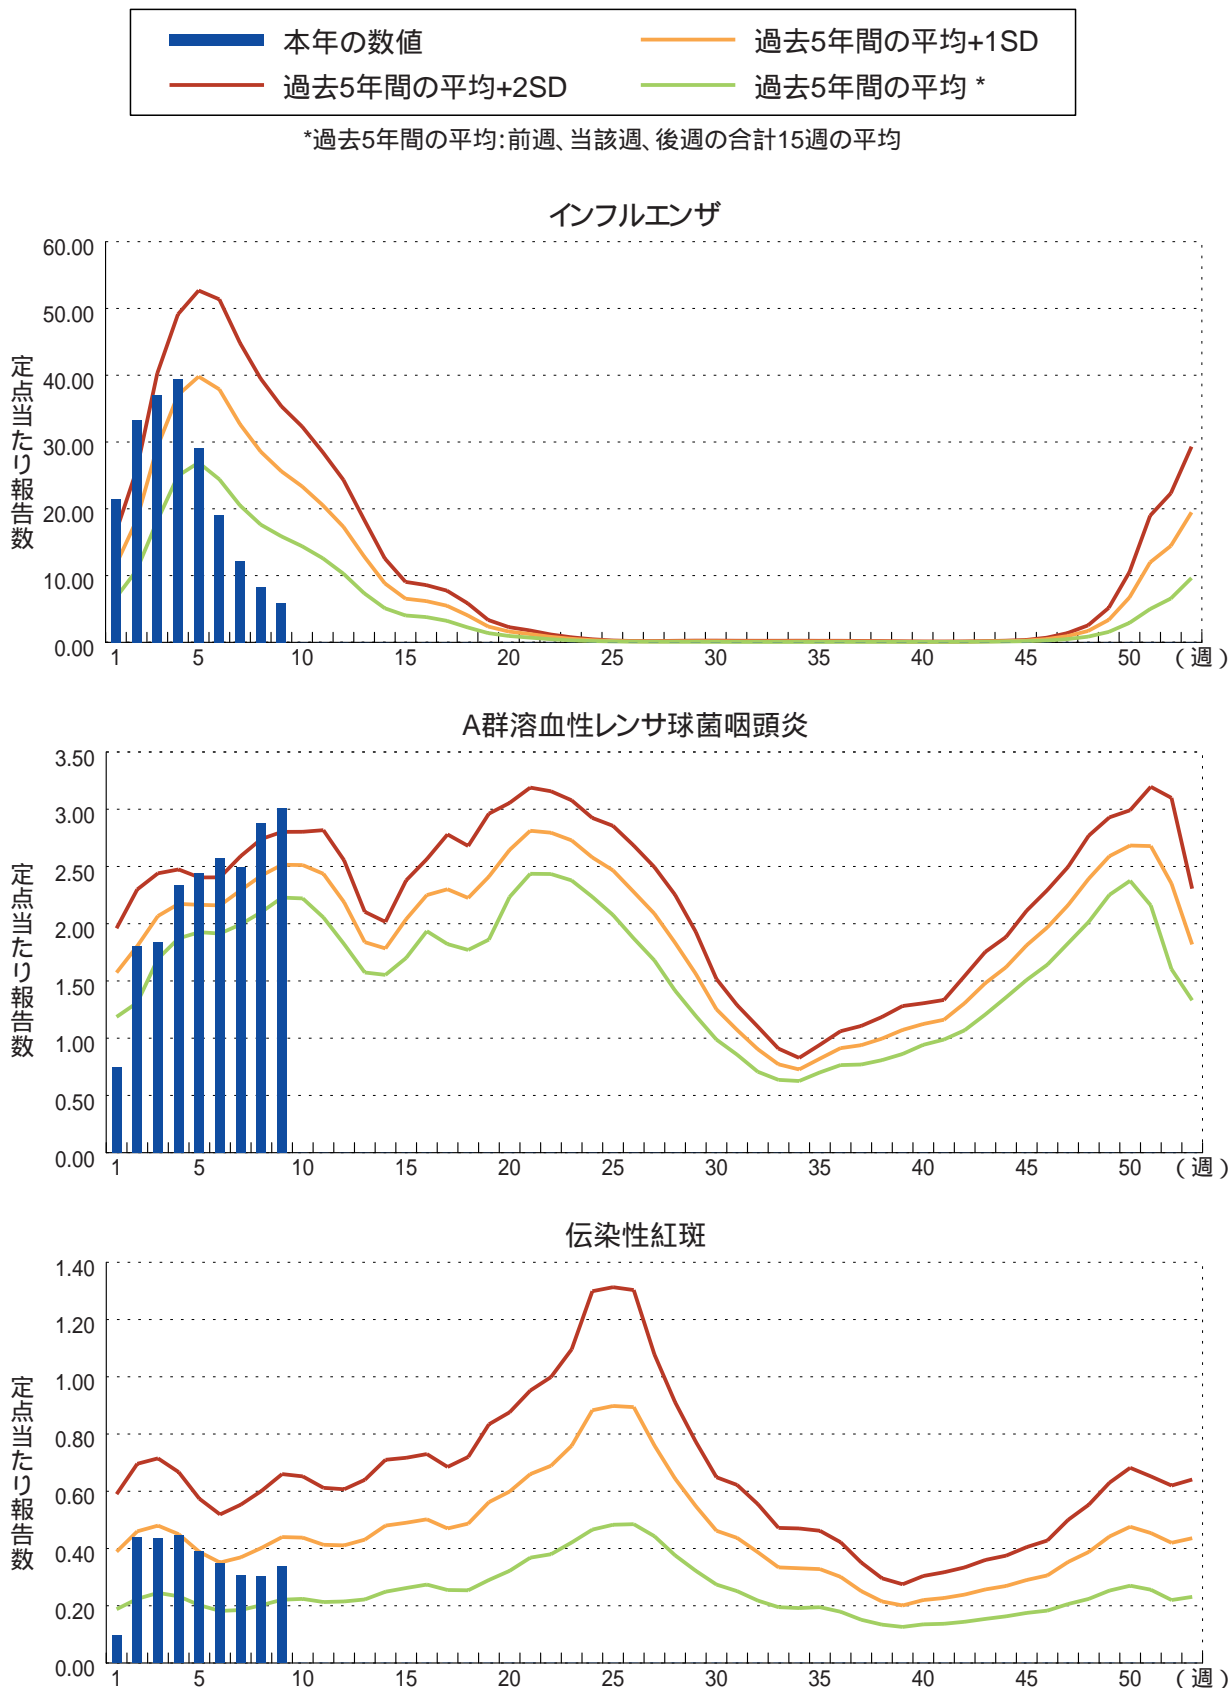 本年の数値
過去5年間の平均+1SD
過去5年間の平均+2SD
過去5年間の平均 *
*過去5年間の平均:前週、当該週、後週の合計15週の平均
インフルエンザ
60.00
50.00
40.00
30.00
20.00
10.00
0.00
定点当たり報告数
1 5 10 15 20 25 30 35 40 45 50 (週)
A群溶血性レンサ球菌咽頭炎
3.50
3.00
2.50
2.00
1.50
1.00
0.50
0.00
定点当たり報告数
1 5 10 15 20 25 30 35 40 45 50 (週)
伝染性紅斑
1.40
1.20
1.00
0.80
0.60
0.40
0.20
0.00
定点当たり報告数
1 5 10 15 20 25 30 35 40 45 50 (週)